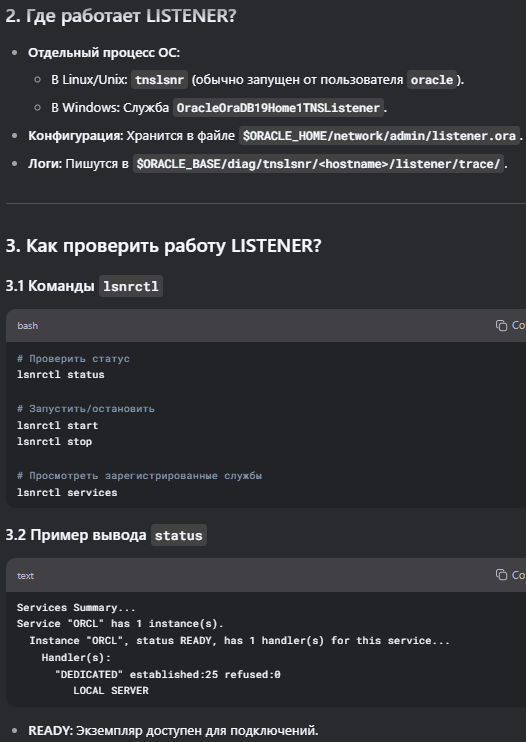 2. Где работает LISTENER?
Отдельный процесс ОС:
В Linux/Unix: tnslsnr (обычно запущен от пользователя oracle).
В Windows: Служба OracleOraDB19Home1TNSListener.
Конфигурация: Хранится в файле $ORACLE_HOME/network/admin/listener.ora.
Логи: Пишутся в $ORACLE_BASE/diag/tnslsnr/<hostname>/listener/trace/.
3. Как проверить работу LISTENER?
3.1 Команды lsnrctl
bash Co
# Проверить статус
lsnrctl status
# Запустить/остановить
lsnrctl start
lsnrctl stop
# Просмотреть зарегистрированные службы
lsnrctl services
3.2 Пример вывода status
text Co
Services Summary...
Service "ORCL" has 1 instance(s).
Instance "ORCL", status READY, has 1 handler(s) for this service...
Handler(s):
"DEDICATED" established:25 refused:0
LOCAL SERVER
READY: Экземпляр доступен для подключений.